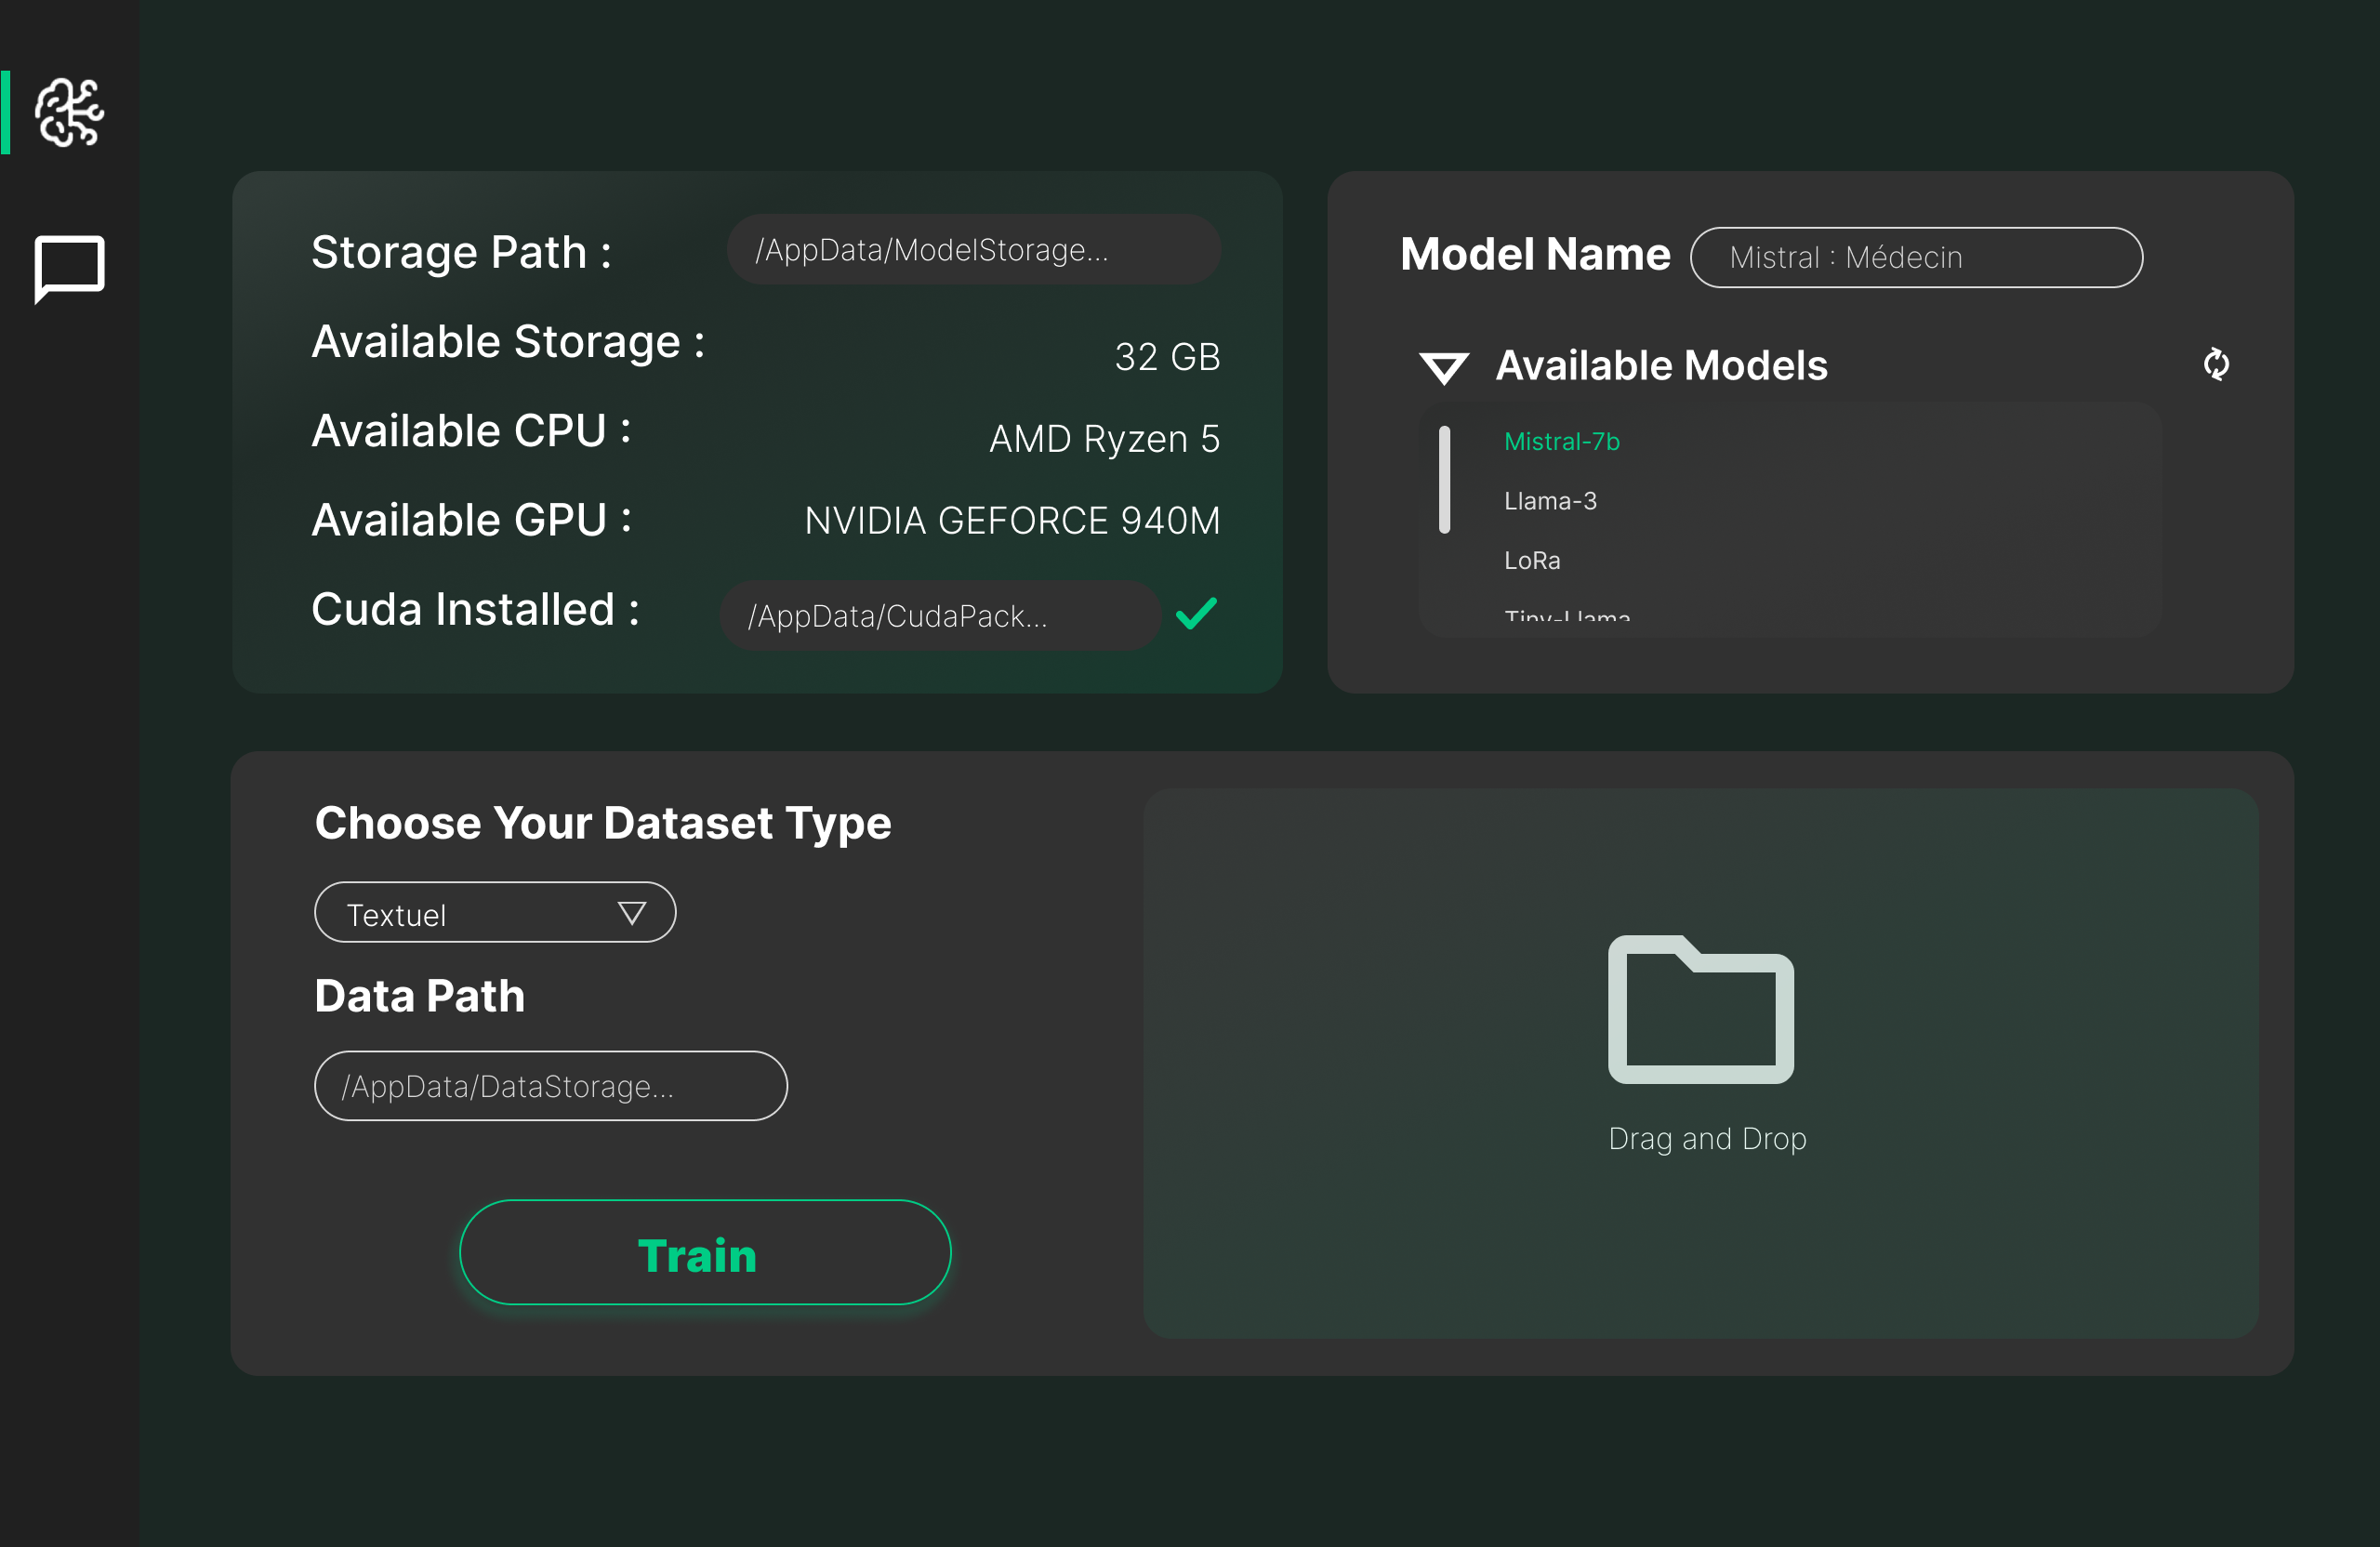 Storage Path :
/AppData/ModelStorage...
Available Storage :
32 GB
Available CPU :
AMD Ryzen 5
Available GPU :
NVIDIA GEFORCE 940M
Cuda Installed :
/AppData/CudaPack...
Model Name
Mistral : Médecin
Available Models
Mistral-7b
Llama-3
LoRa
Tiny-Llama
Choose Your Dataset Type
Textuel
Data Path
/AppData/DataStorage...
Train
Drag and Drop